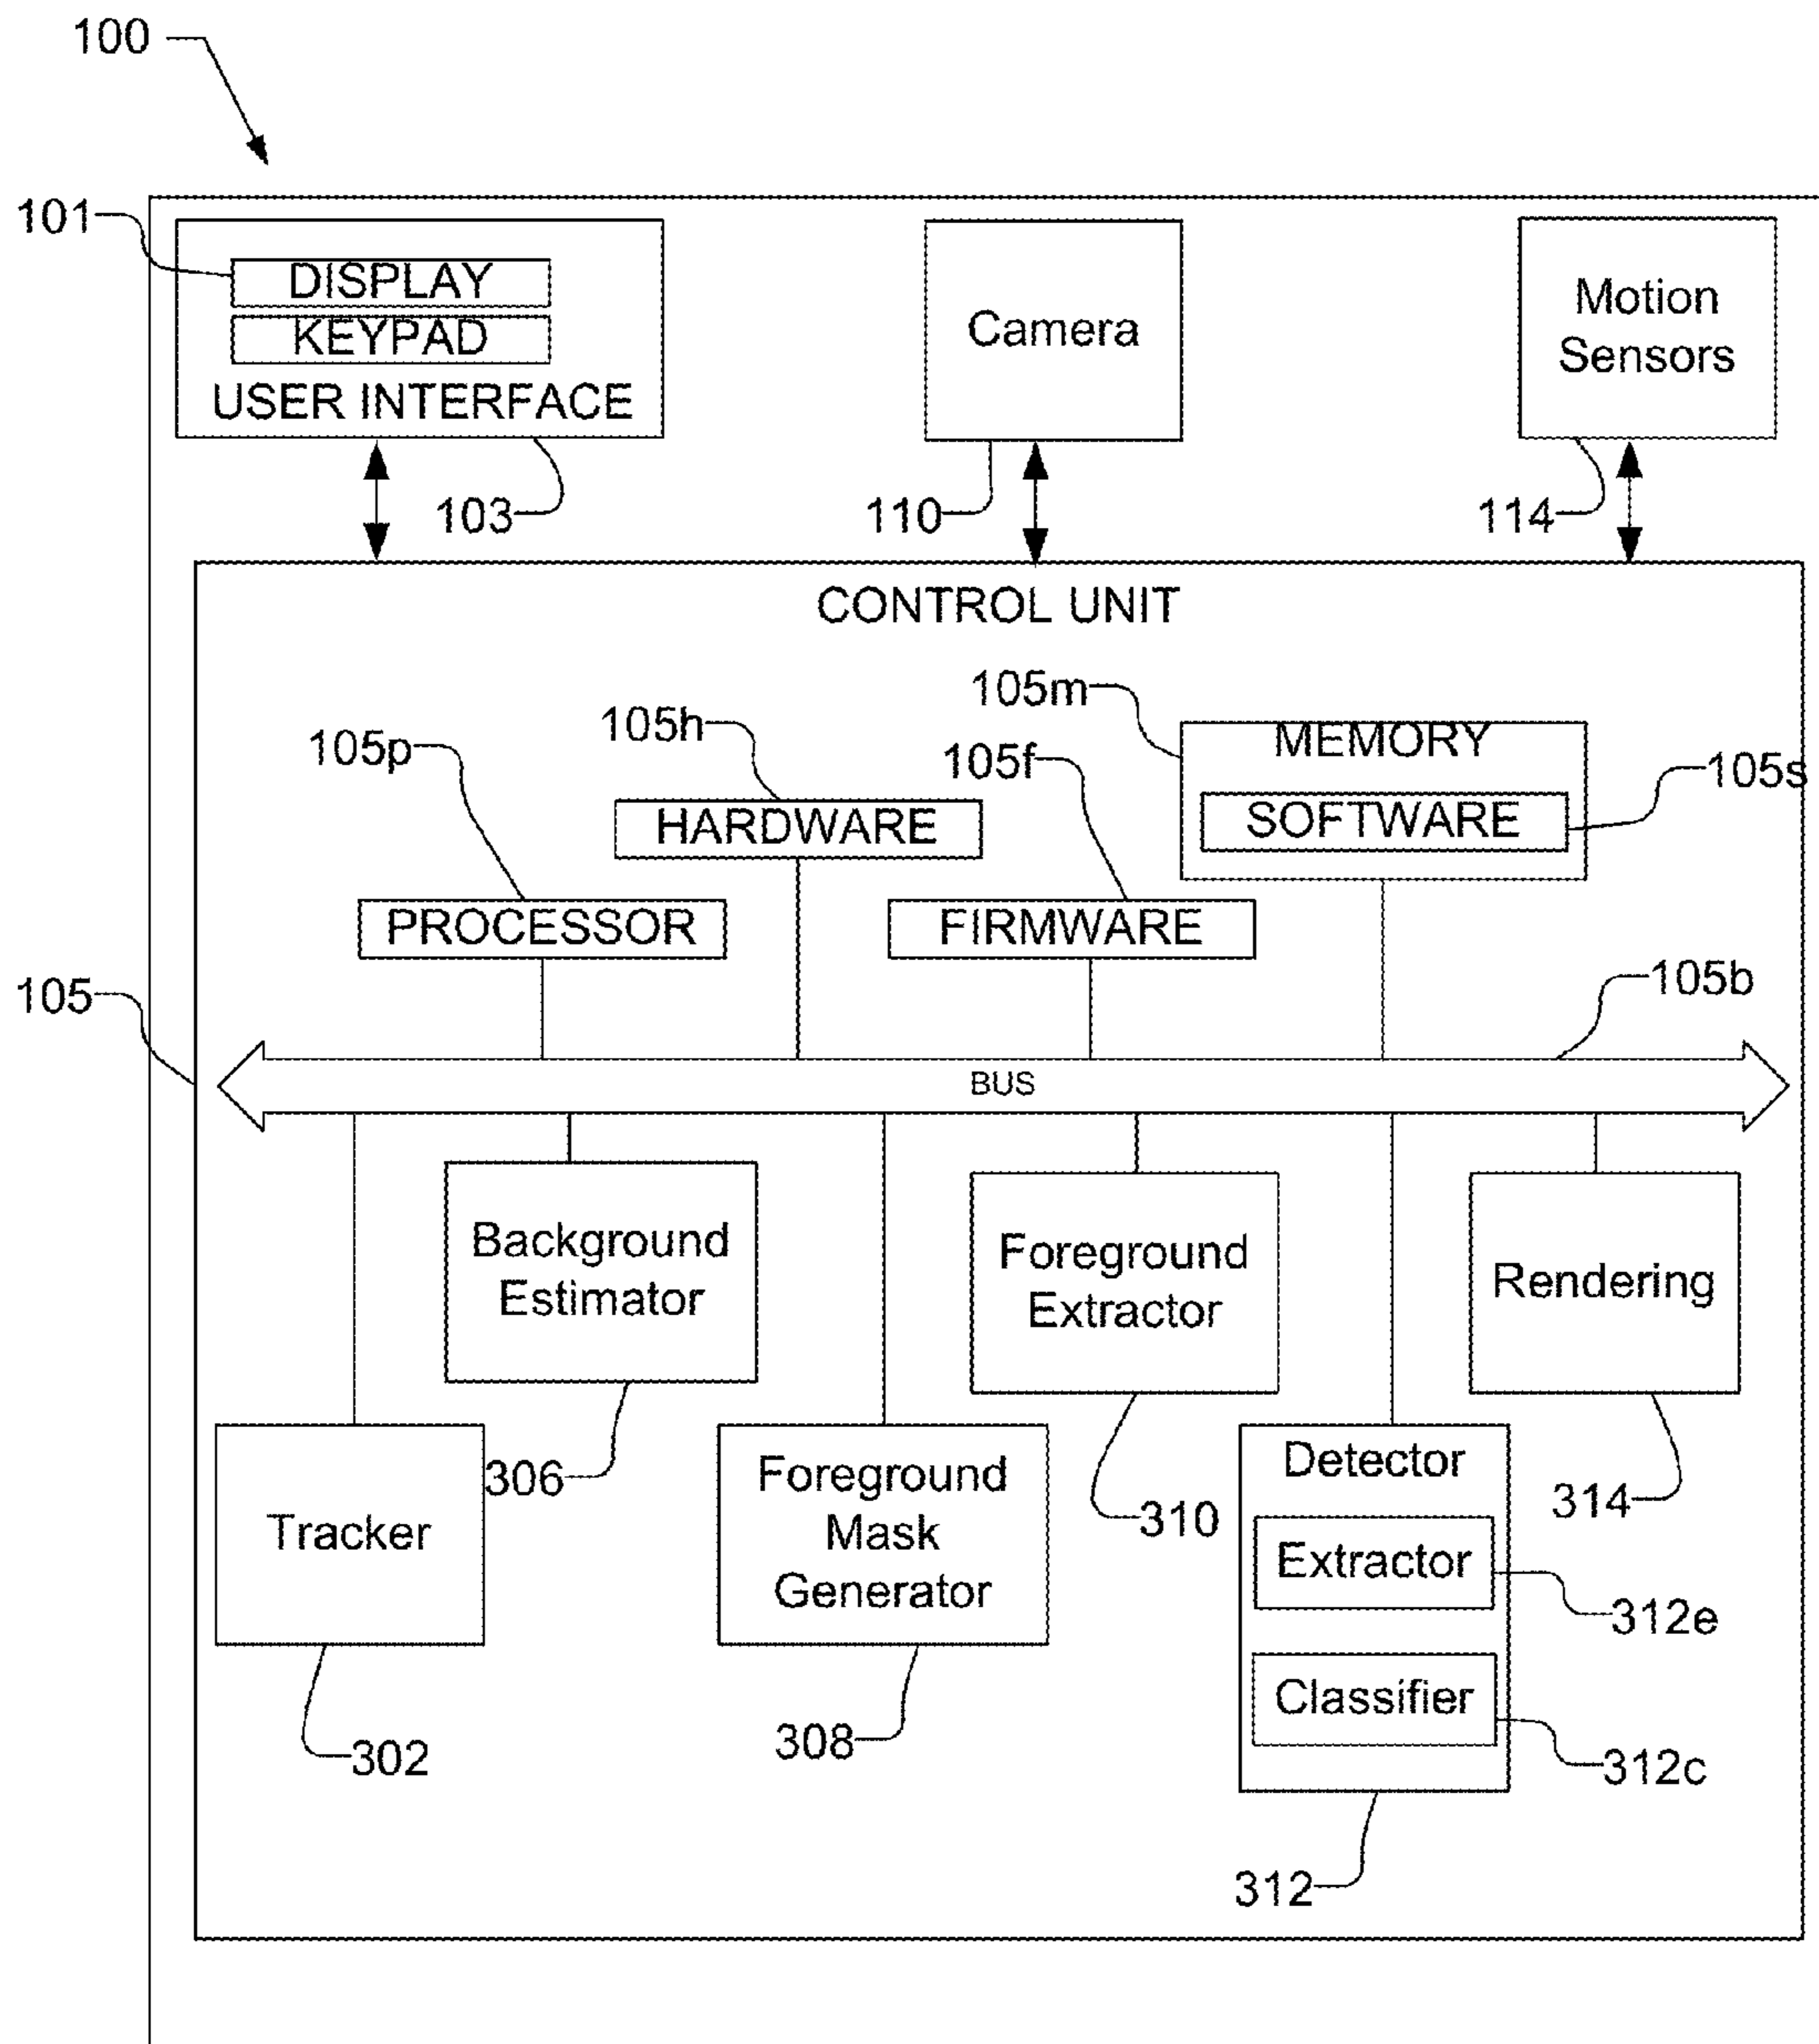 100
101
DISPLAY
KEYPAD
USER INTERFACE
Camera
Motion
Sensors
103
110
114
CONTROL UNIT
105m
MEMORY
105h
105p
105f
105s
SOFTWARE
HARDWARE
PROCESSOR
FIRMWARE
105
105b
BUS
Background
Estimator
Foreground
Extractor
Rendering
306
Tracker
Foreground
Mask
Generator
310
Detector
314
Extractor
312e
Classifier
302
308
312c
312